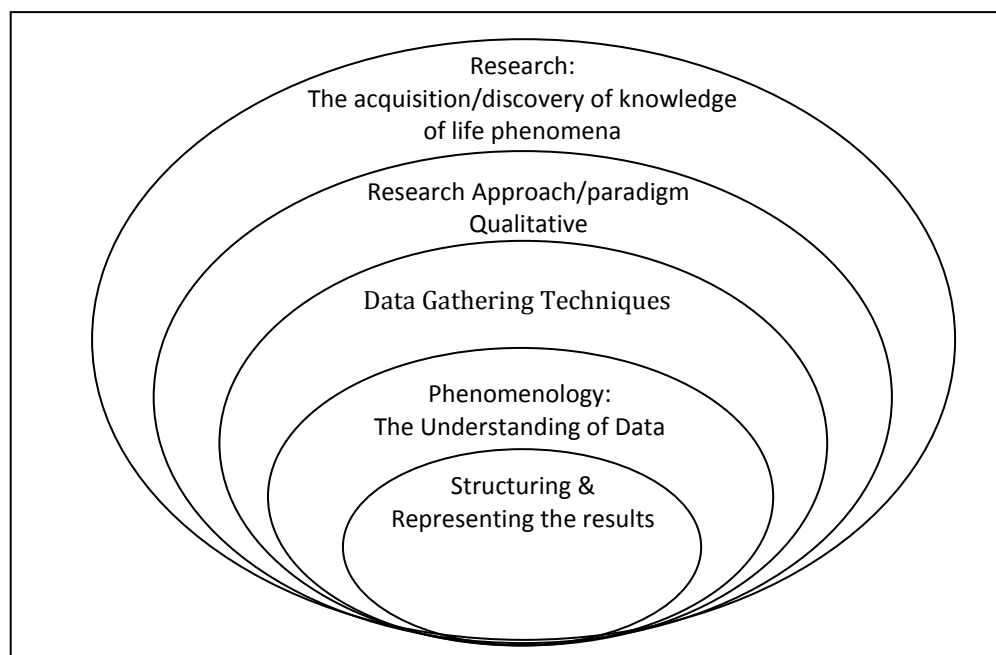 Research:
The acquisition/discovery of knowledge
of life phenomena
Research Approach/paradigm
Qualitative
Data Gathering Techniques
Phenomenology:
The Understanding of Data
Structuring &
Representing the results